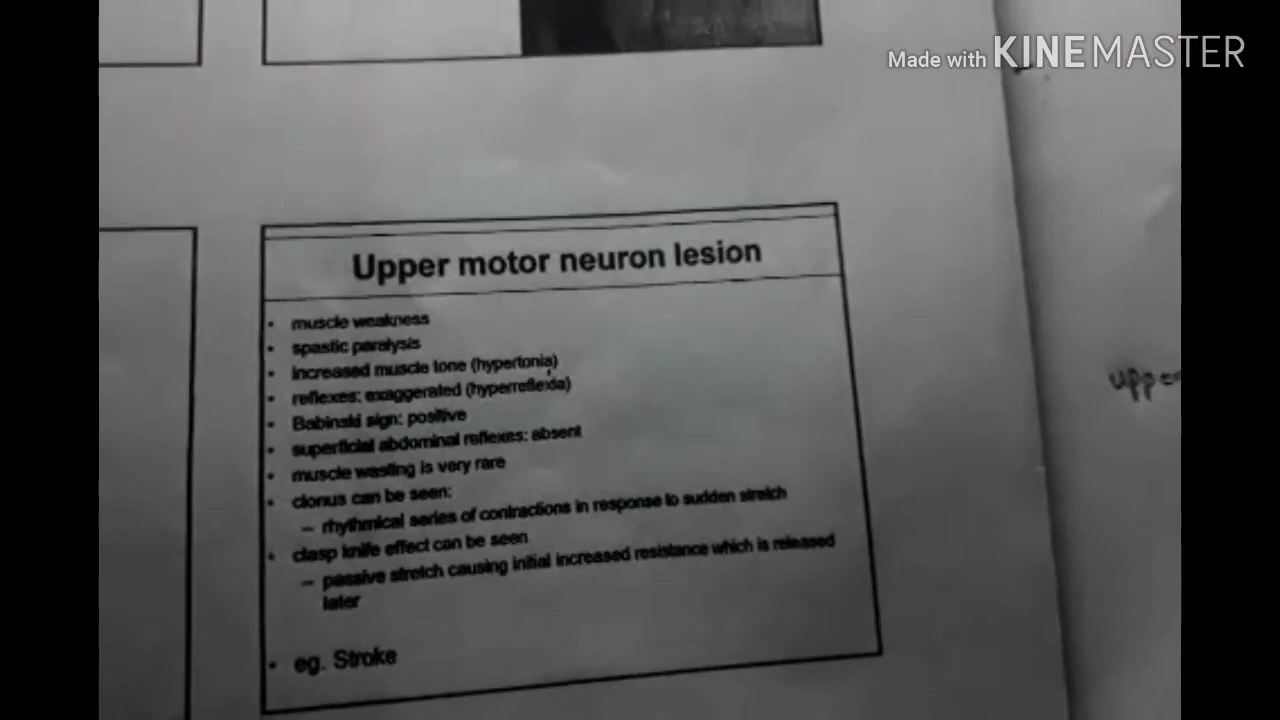 Made with KINEMASTER
Upper motor neuron lesion
• muscle weakness
• spastic paralysis
• increased muscle tone (hypertonia)
• reflexes: exaggerated (hyperreflexia)
• Babinski sign: positive
• superficial abdominal reflexes: absent
• muscle wasting is very rare
• clonus can be seen:
– rhythmical series of contractions in response to sudden stretch
• clasp knife effect can be seen
– passive stretch causing initial increased resistance which is released
later
• eg. Stroke
upper